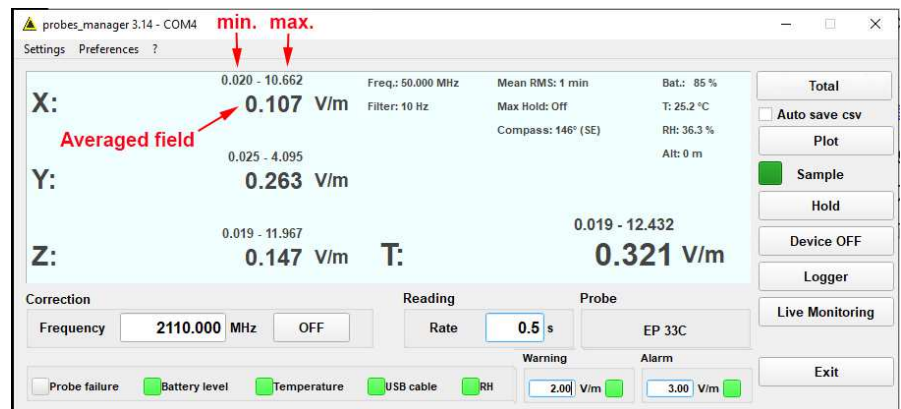 probes_manager 3.14 - COM4
min. max.
Settings Preferences ?
0.020 - 10.662
X: 0.107 V/m
Averaged field
0.025 - 4.095
Y: 0.263 V/m
0.019 - 11.967
Z: 0.147 V/m
Freq.: 50.000 MHz
Filter: 10 Hz
Mean RMS: 1 min
Max Hold: Off
Compass: 146° (SE)
Bat.: 85 %
T: 25.2 °C
RH: 36.3 %
Alt: 0 m
0.019 - 12.432
T: 0.321 V/m
Total
Auto save csv
Plot
Sample
Hold
Device OFF
Logger
Live Monitoring
Exit
Correction
Frequency 2110.000 MHz OFF
Reading
Rate 0.5 s
Probe
EP 33C
Probe failure Battery level Temperature USB cable RH
Warning
2.00 V/m
Alarm
3.00 V/m